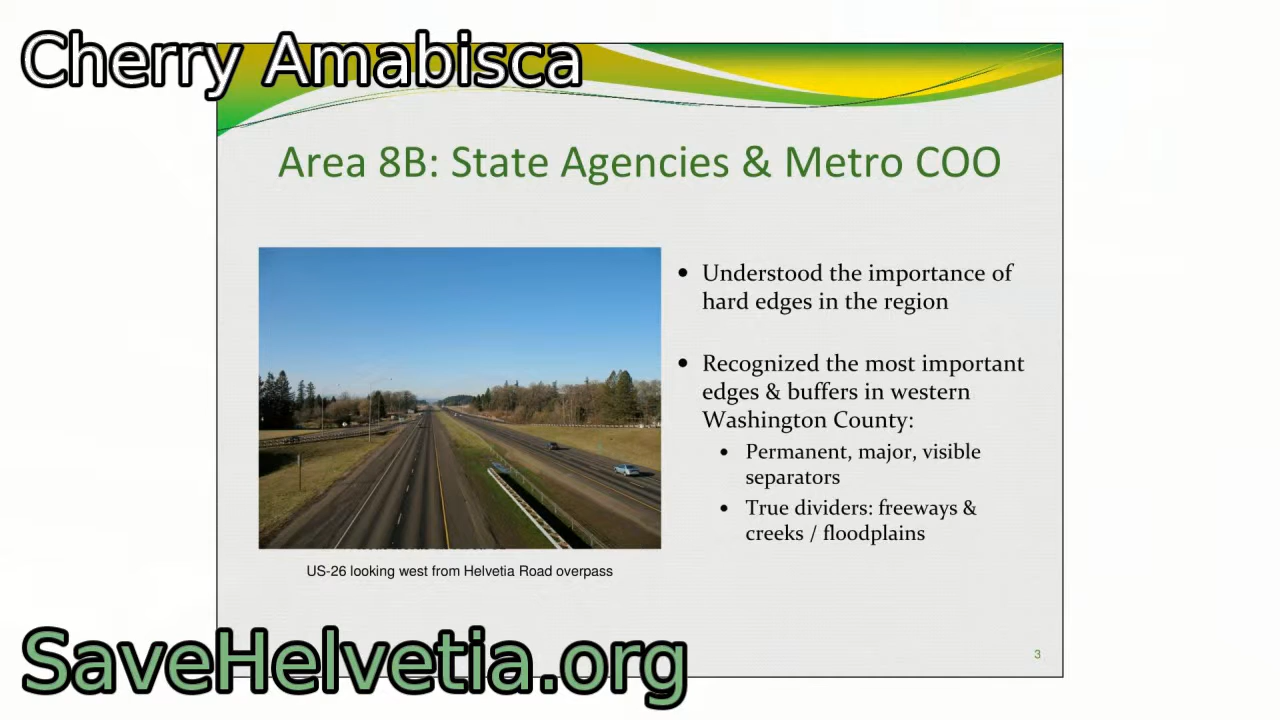 Cherry Amabisca
Area 8B: State Agencies & Metro COO
• Understood the importance of
hard edges in the region
• Recognized the most important
edges & buffers in western
Washington County:
• Permanent, major, visible
separators
• True dividers: freeways &
creeks / floodplains
US-26 looking west from Helvetia Road overpass
3
SaveHelvetia.org